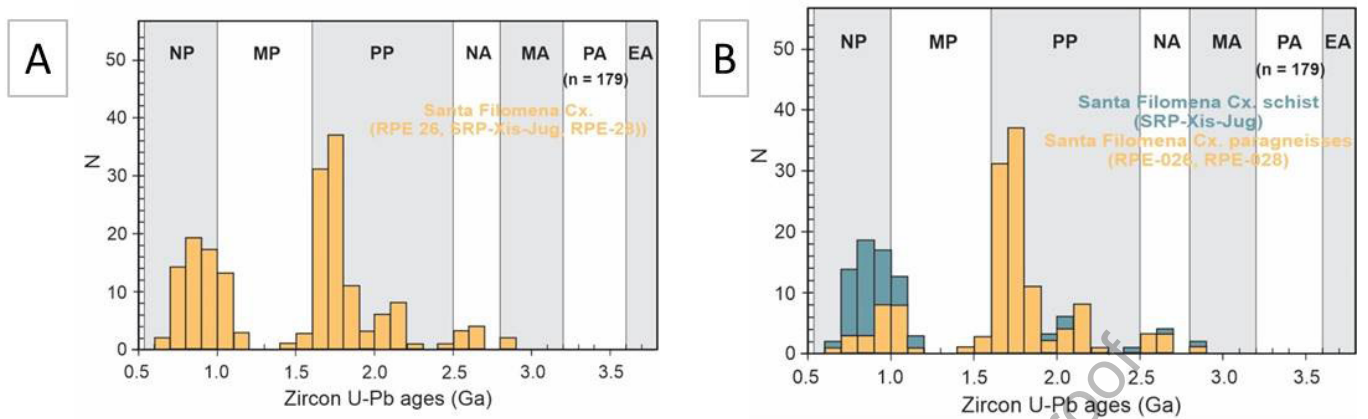 A
NP MP PP NA MA PA EA
(n = 179)
Santa Filomena Cx.
(RPE 26, SRP-Xis-Jug, RPE-28))
50
40
30
20
10
0
N
0.5 1.0 1.5 2.0 2.5 3.0 3.5
Zircon U-Pb ages (Ga)
B
NP MP PP NA MA PA EA
(n = 179)
Santa Filomena Cx. schist
(SRP-Xis-Jug)
Santa Filomena Cx. paragneisses
(RPE-026, RPE-028)
50
40
30
20
10
0
N
0.5 1.0 1.5 2.0 2.5 3.0 3.5
Zircon U-Pb ages (Ga)